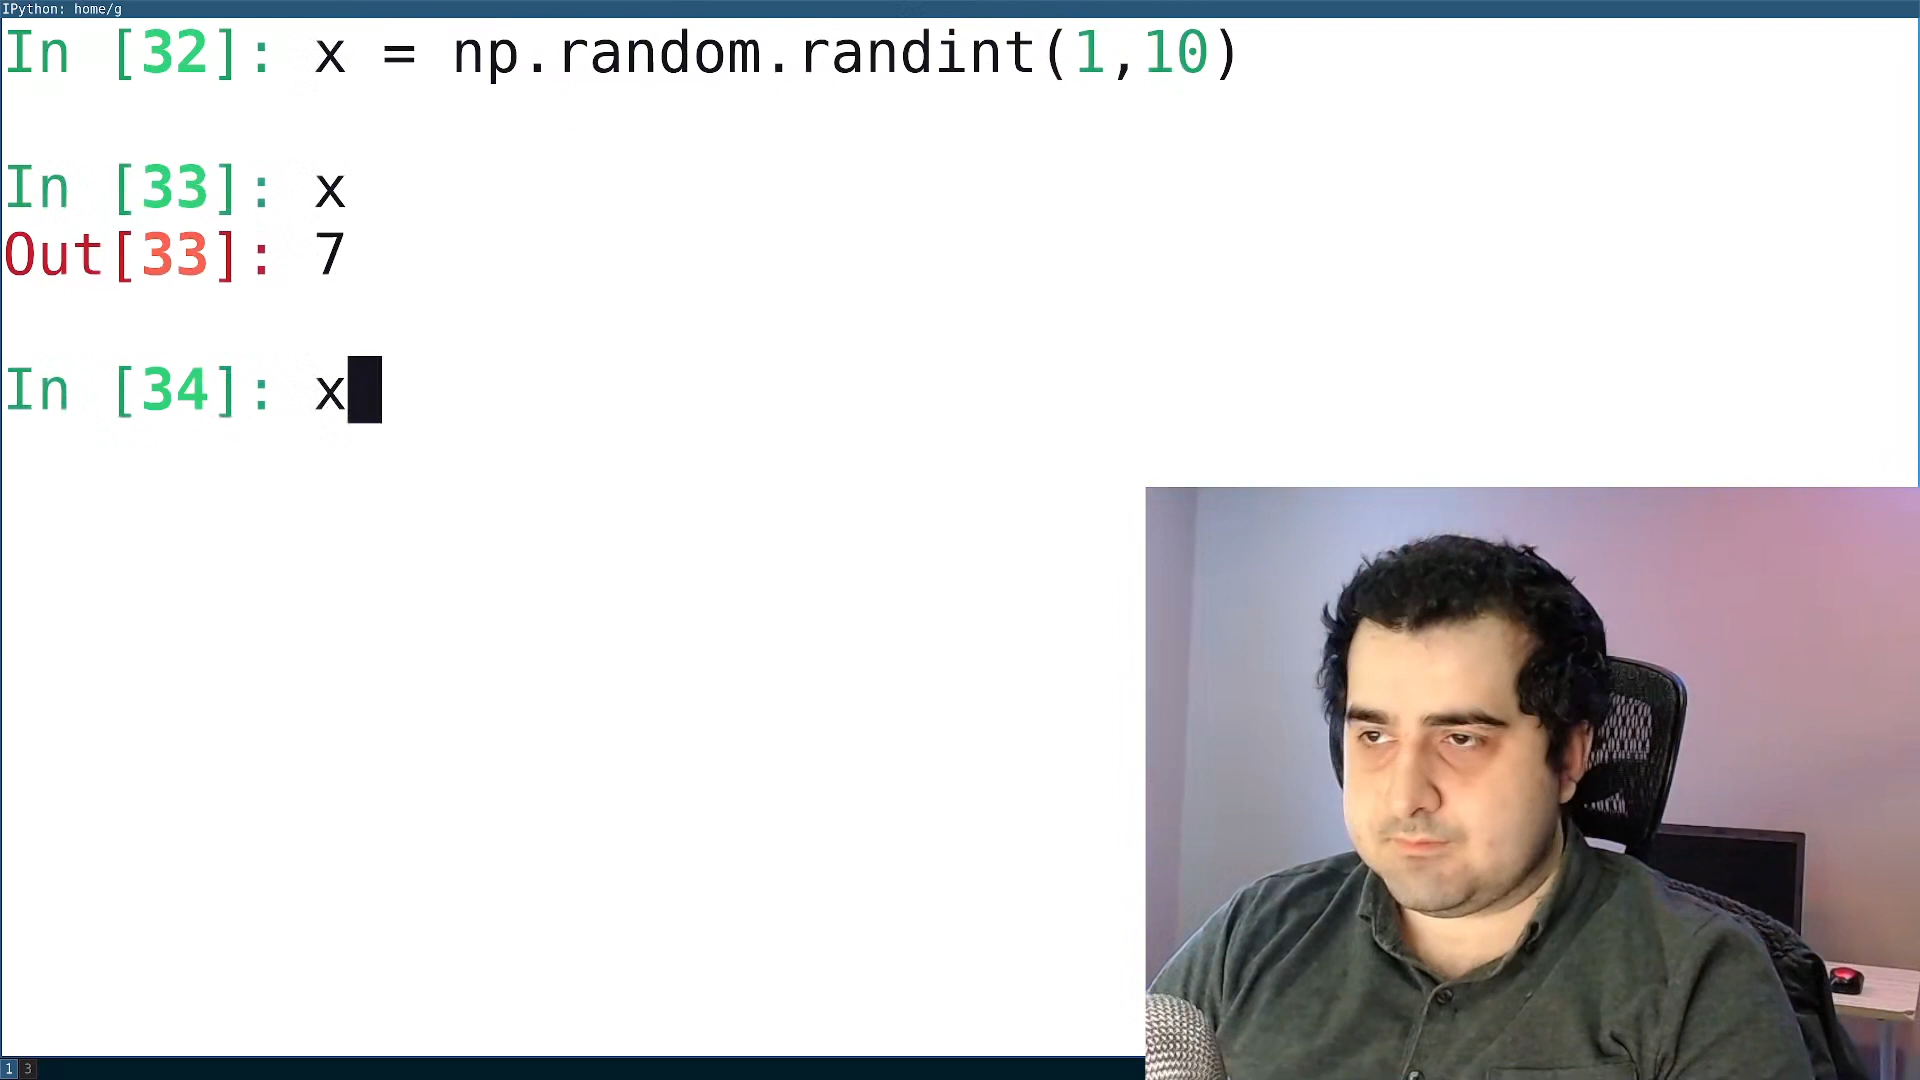 IPython: home/g
In [32]: x = np.random.randint(1,10)
In [33]: x
Out[33]: 7
In [34]: x
1 3